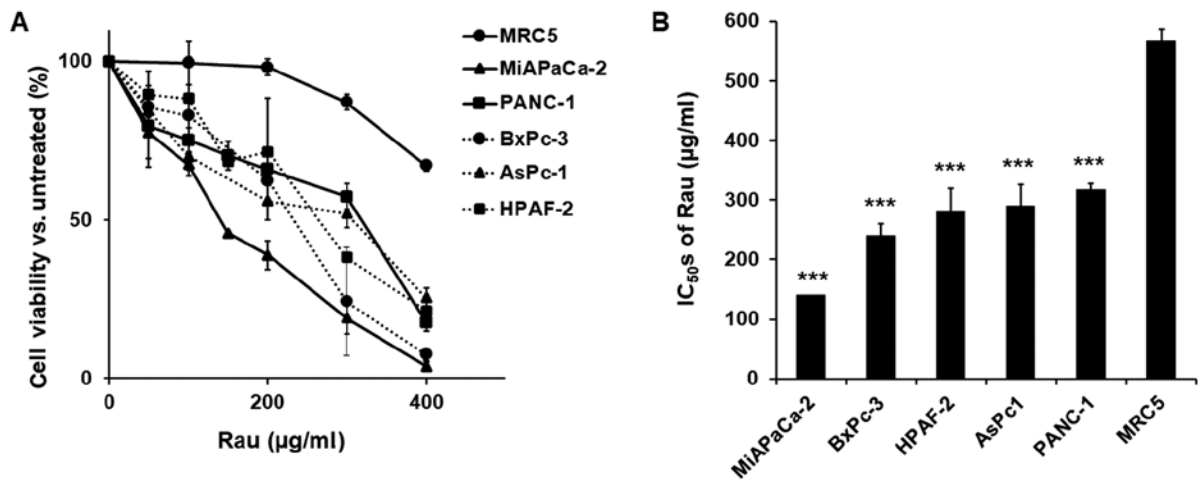 A
Cell viability vs. untreated (%)
100
50
0
0
200
400
Rau (µg/ml)
MRC5
MiAPaCa-2
PANC-1
BxPc-3
AsPc-1
HPAF-2
B
IC50s of Rau (µg/ml)
600
500
400
300
200
100
0
***
***
***
***
***
MiAPaCa-2
BxPc-3
HPAF-2
AsPc1
PANC-1
MRC5